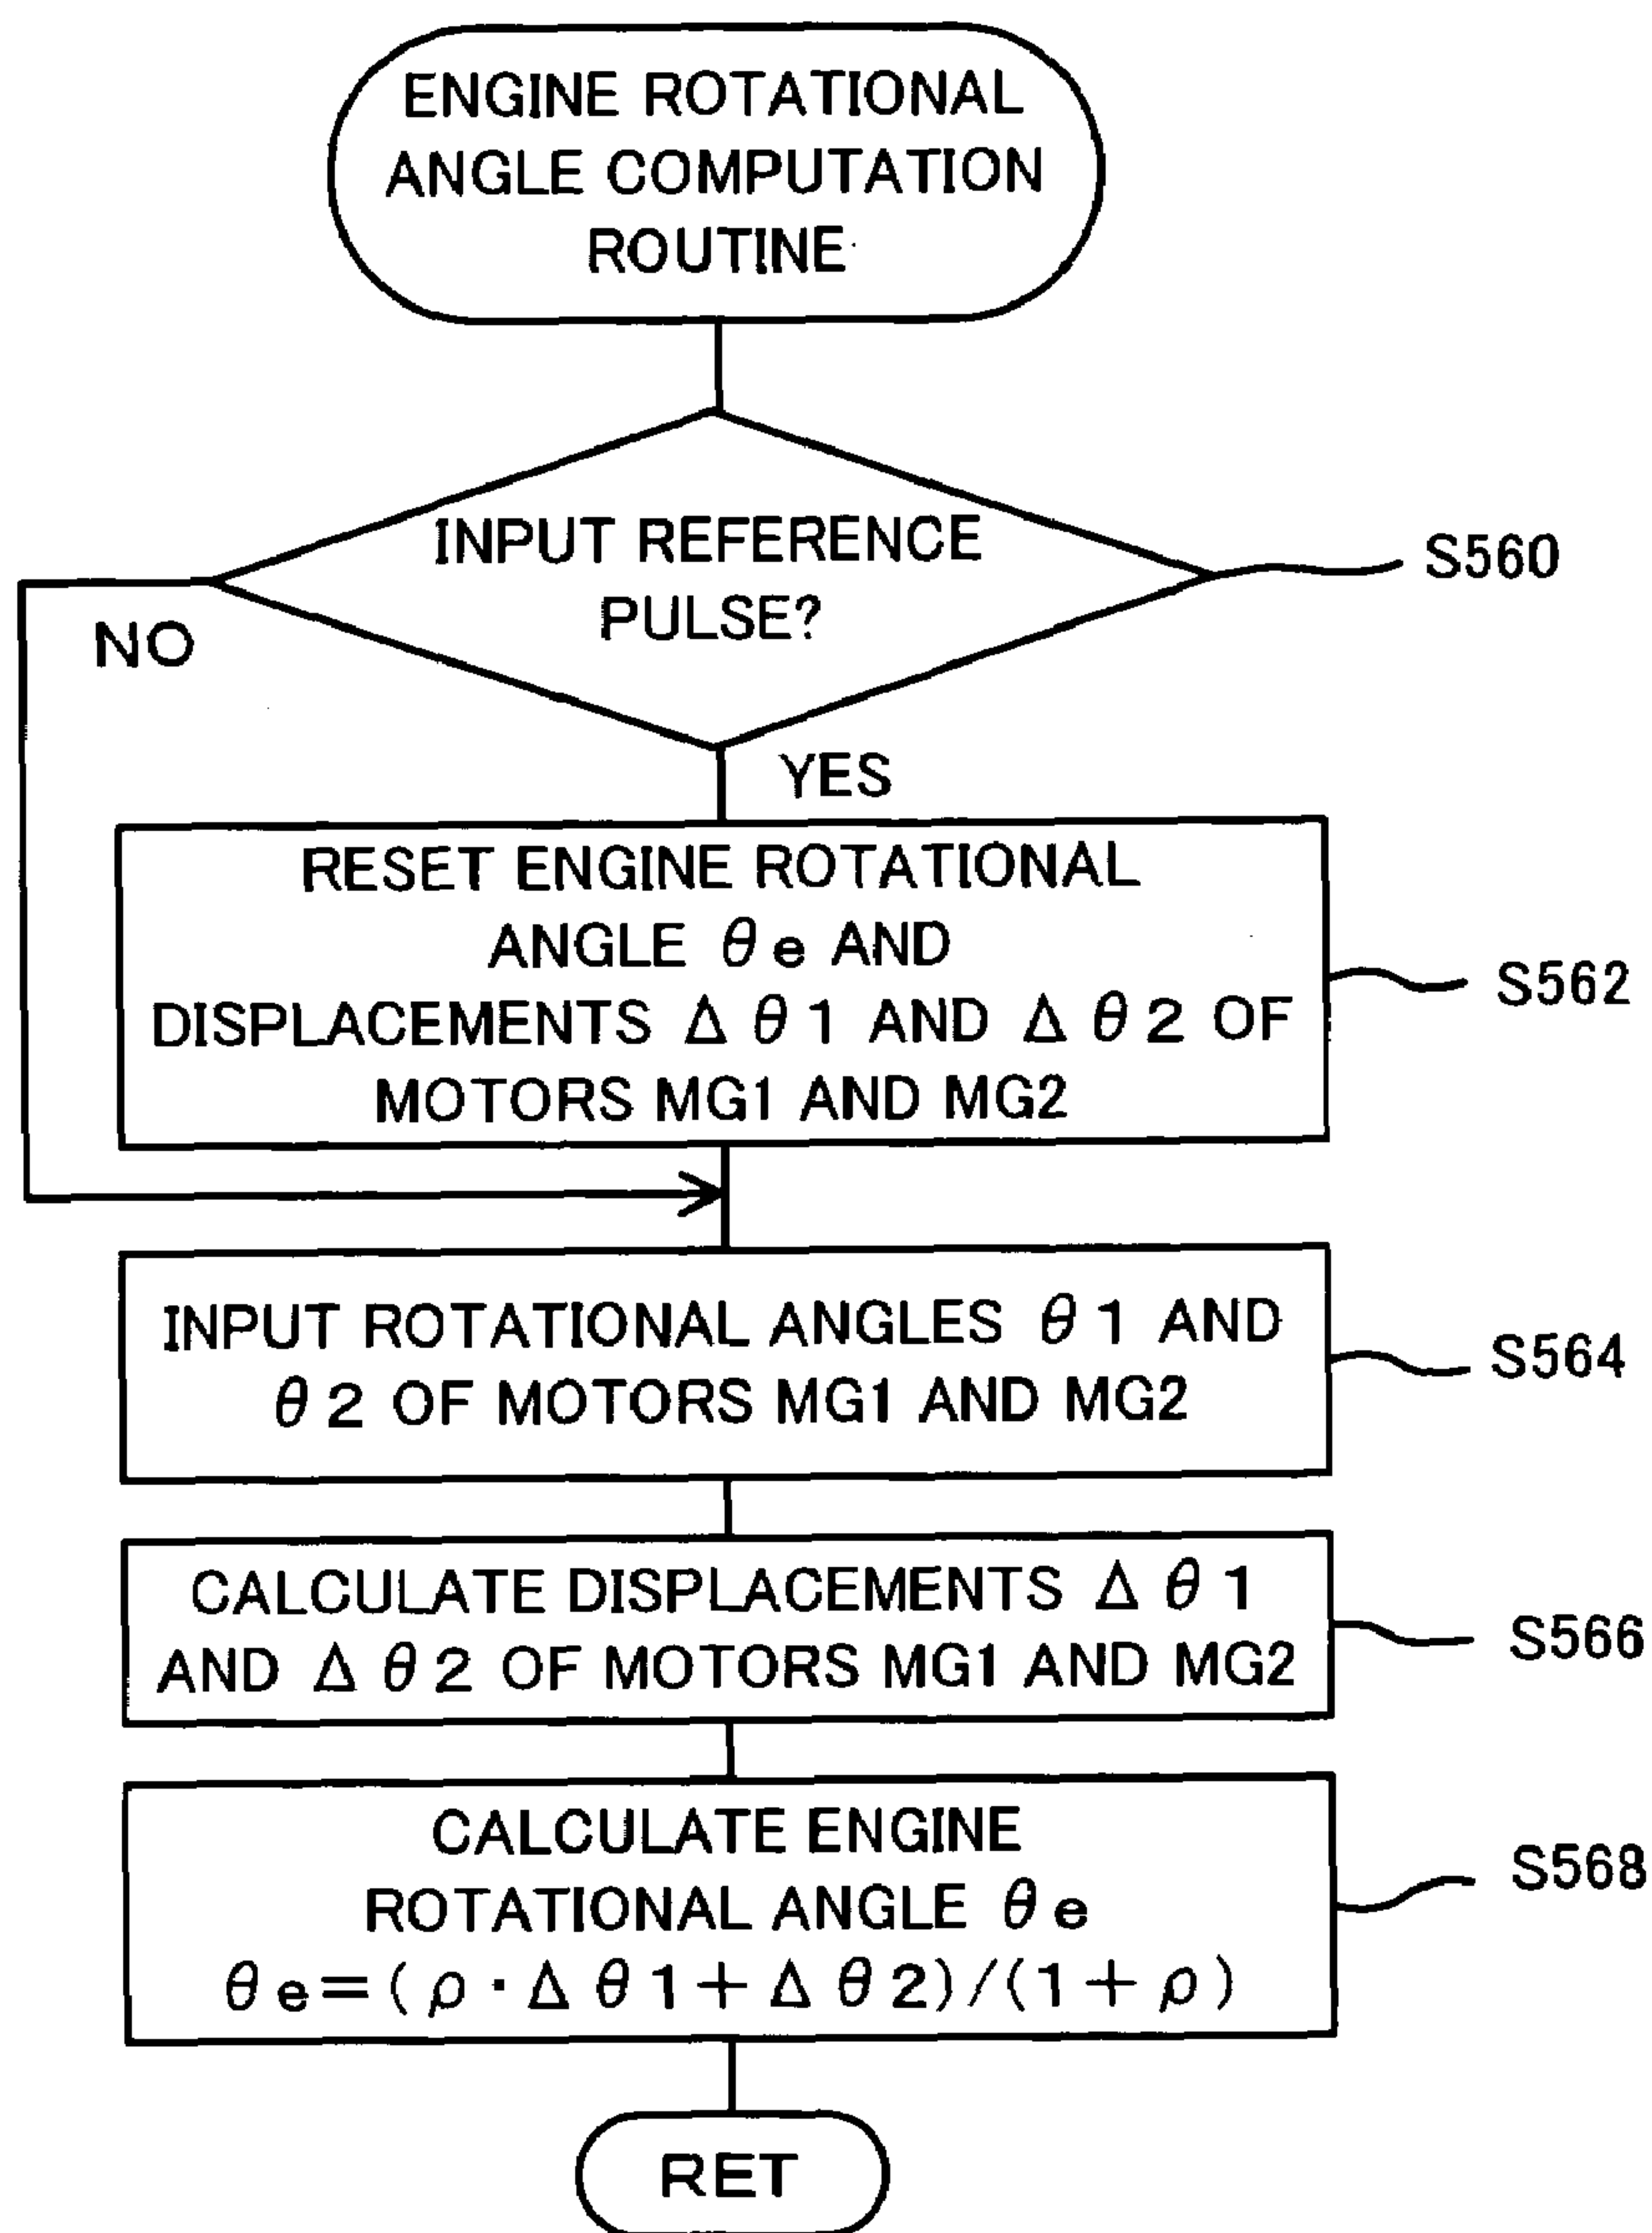 ENGINE ROTATIONAL
ANGLE COMPUTATION
ROUTINE
INPUT REFERENCE
PULSE?
S560
NO
YES
RESET ENGINE ROTATIONAL
ANGLE θe AND
DISPLACEMENTS Δθ1 AND Δθ2 OF
MOTORS MG1 AND MG2
S562
INPUT ROTATIONAL ANGLES θ1 AND
θ2 OF MOTORS MG1 AND MG2
S564
CALCULATE DISPLACEMENTS Δθ1
AND Δθ2 OF MOTORS MG1 AND MG2
S566
CALCULATE ENGINE
ROTATIONAL ANGLE θe
θe=(ρ・Δθ1+Δθ2)/(1+ρ)
S568
RET